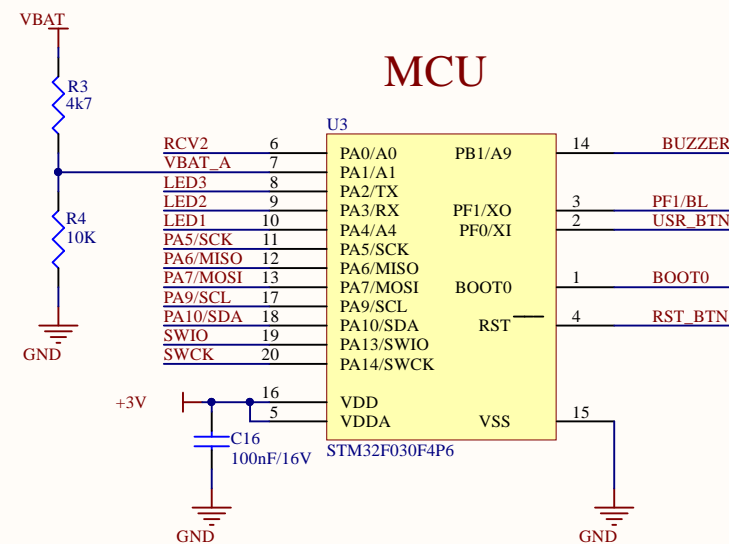 VBAT
MCU
R3
4k7
U3
RCV2 6 PA0/A0 PB1/A9 14 BUZZER
VBAT_A 7 PA1/A1
LED3 8 PA2/TX
LED2 9 PA3/RX PF1/XO 3 PF1/BL
LED1 10 PA4/A4 PF0/XI 2 USR_BTN
R4
10K
PA5/SCK 11 PA5/SCK
PA6/MISO 12 PA6/MISO
PA7/MOSI 13 PA7/MOSI BOOT0 1 BOOT0
PA9/SCL 17 PA9/SCL
PA10/SDA 18 PA10/SDA RST 4 RST_BTN
SWIO 19 PA13/SWIO
SWCK 20 PA14/SWCK
GND
+3V 16 VDD
5 VDDA VSS 15
C16
100nF/16V
STM32F030F4P6
GND GND